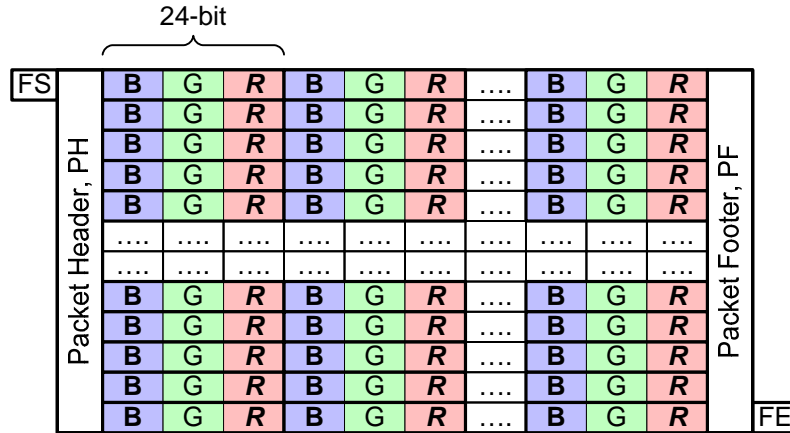 24-bit
FS B G R B G R .... B G R
B G R B G R .... B G R
B G R B G R .... B G R
B G R B G R .... B G R
B G R B G R .... B G R
.... .... .... .... .... .... .... .... .... ....
.... .... .... .... .... .... .... .... .... ....
B G R B G R .... B G R
B G R B G R .... B G R
B G R B G R .... B G R
B G R B G R .... B G R
B G R B G R .... B G R FE
Packet Header, PH
Packet Footer, PF